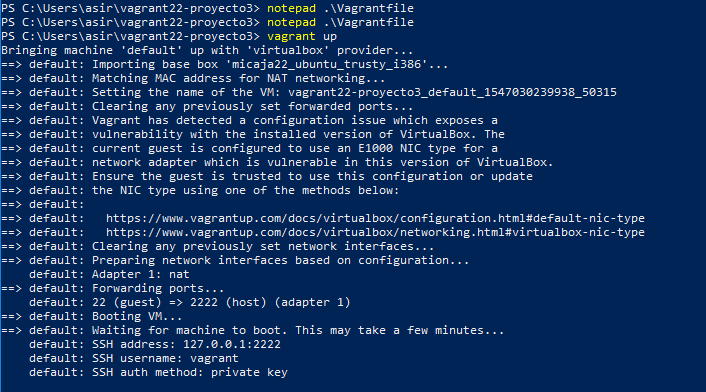 PS C:\Users\asir\vagrant22-proyecto3> notepad .\Vagrantfile
PS C:\Users\asir\vagrant22-proyecto3> notepad .\Vagrantfile
PS C:\Users\asir\vagrant22-proyecto3> vagrant up
Bringing machine 'default' up with 'virtualbox' provider...
==> default: Importing base box 'micaja22_ubuntu_trusty_i386'...
==> default: Matching MAC address for NAT networking...
==> default: Setting the name of the VM: vagrant22-proyecto3_default_1547030239938_50315
==> default: Clearing any previously set forwarded ports...
==> default: Vagrant has detected a configuration issue which exposes a
==> default: vulnerability with the installed version of VirtualBox. The
==> default: current guest is configured to use an E1000 NIC type for a
==> default: network adapter which is vulnerable in this version of VirtualBox.
==> default: Ensure the guest is trusted to use this configuration or update
==> default: the NIC type using one of the methods below:
==> default:
==> default:   https://www.vagrantup.com/docs/virtualbox/configuration.html#default-nic-type
==> default:   https://www.vagrantup.com/docs/virtualbox/networking.html#virtualbox-nic-type
==> default: Clearing any previously set network interfaces...
==> default: Preparing network interfaces based on configuration...
    default: Adapter 1: nat
==> default: Forwarding ports...
    default: 22 (guest) => 2222 (host) (adapter 1)
==> default: Booting VM...
==> default: Waiting for machine to boot. This may take a few minutes...
    default: SSH address: 127.0.0.1:2222
    default: SSH username: vagrant
    default: SSH auth method: private key